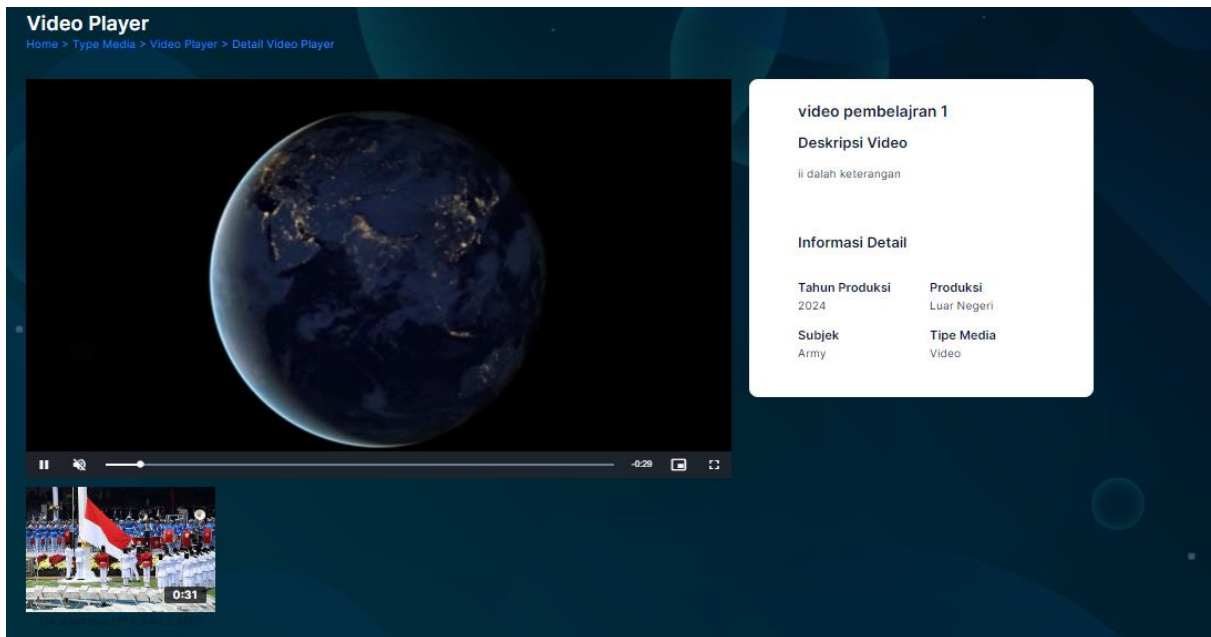 Video Player
Home > Type Media > Video Player > Detail Video Player
video pembelajran 1
Deskripsi Video
ii dalah keterangan
Informasi Detail
Tahun Produksi
Produksi
2024
Luar Negeri
Subjek
Tipe Media
Army
Video
-0:29
0:31